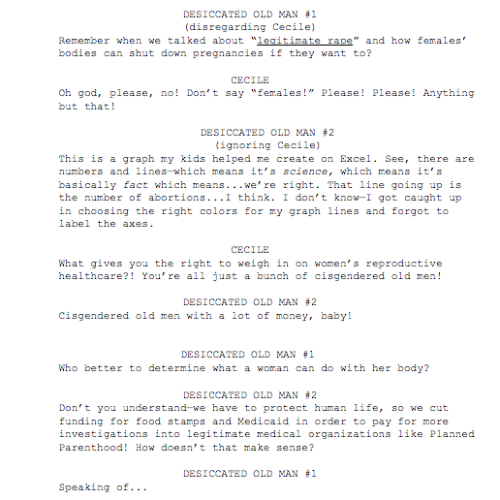 DESICCATED OLD MAN #1
(disregarding Cecile)
Remember when we talked about “legitimate rape” and how females’
bodies can shut down pregnancies if they want to?
CECILE
Oh god, please, no! Don’t say “females!” Please! Please! Anything
but that!
DESICCATED OLD MAN #2
(ignoring Cecile)
This is a graph my kids helped me create on Excel. See, there are
numbers and lines—which means it’s science, which means it’s
basically fact which means...we’re right. That line going up is
the number of abortions...I think. I don’t know—I got caught up
in choosing the right colors for my graph lines and forgot to
label the axes.
CECILE
What gives you the right to weigh in on women’s reproductive
healthcare?! You’re all just a bunch of cisgendered old men!
DESICCATED OLD MAN #2
Cisgendered old men with a lot of money, baby!
DESICCATED OLD MAN #1
Who better to determine what a woman can do with her body?
DESICCATED OLD MAN #2
Don’t you understand—we have to protect human life, so we cut
funding for food stamps and Medicaid in order to pay for more
investigations into legitimate medical organizations like Planned
Parenthood! How doesn’t that make sense?
DESICCATED OLD MAN #1
Speaking of...